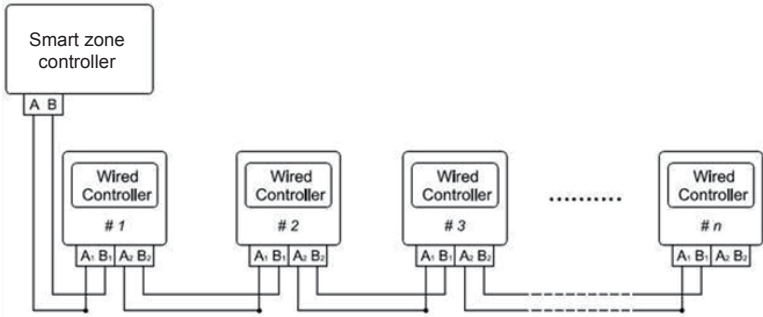 Smart zone
controller
A B
Wired
Controller
# 1
A₁ B₁ A₂ B₂
Wired
Controller
# 2
A₁ B₁ A₂ B₂
Wired
Controller
# 3
A₁ B₁ A₂ B₂
..........
Wired
Controller
# n
A₁ B₁ A₂ B₂